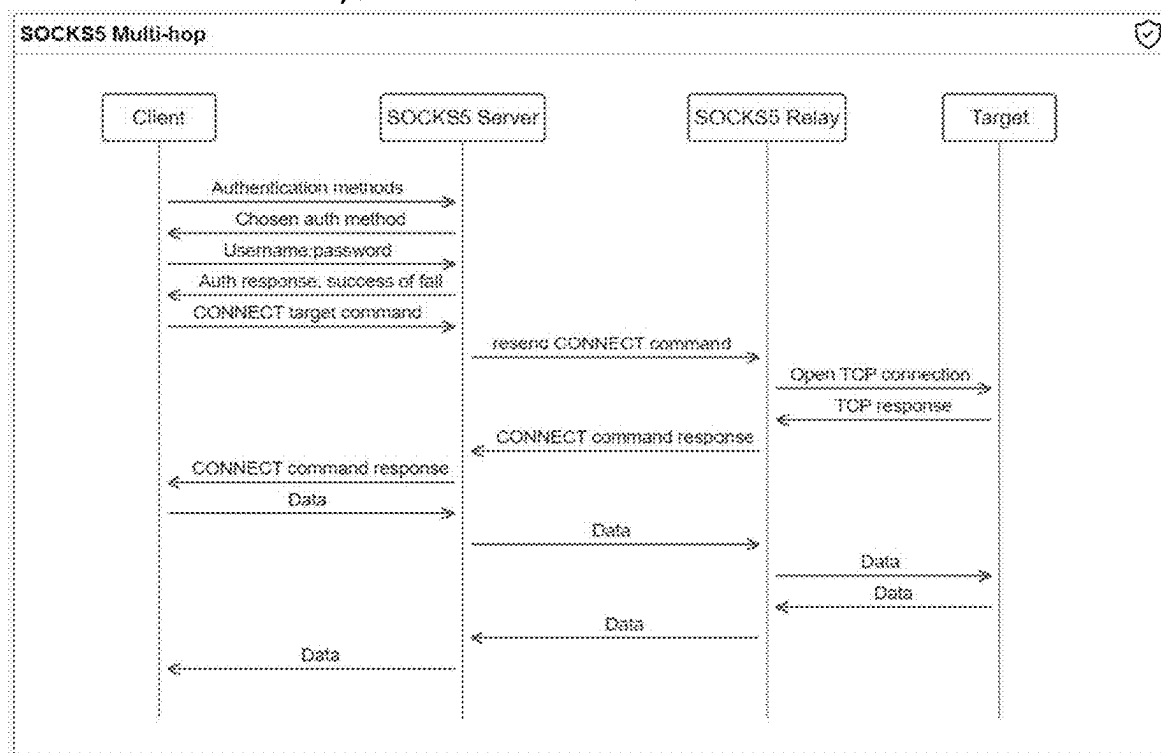 SOCKS5 Multi-hop
Client
SOCKS5 Server
SOCKS5 Relay
Target
Authentication methods
Chosen auth method
Username:password
Auth response, success of fail
CONNECT target command
resend CONNECT command
Open TCP connection
TCP response
CONNECT command response
CONNECT command response
Data
Data
Data
Data
Data
Data